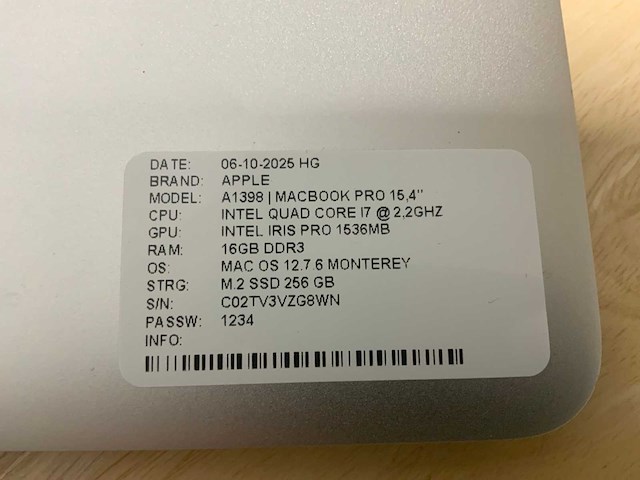 DATE: 06-10-2025 HG
BRAND: APPLE
MODEL: A1398 | MACBOOK PRO 15,4"
CPU: INTEL QUAD CORE I7 @ 2,2GHZ
GPU: INTEL IRIS PRO 1536MB
RAM: 16GB DDR3
OS: MAC OS 12.7.6 MONTEREY
STRG: M.2 SSD 256 GB
S/N: C02TV3VZG8WN
PASSW: 1234
INFO: